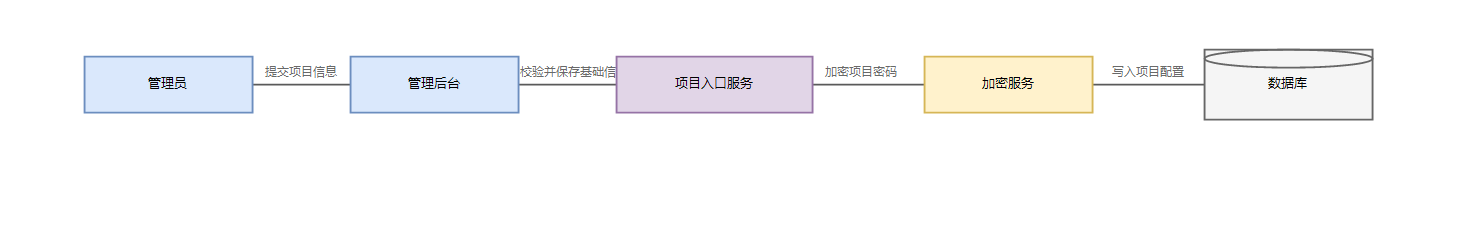 管理员
提交项目信息
管理后台
校验并保存基础信
项目入口服务
加密项目密码
加密服务
写入项目配置
数据库